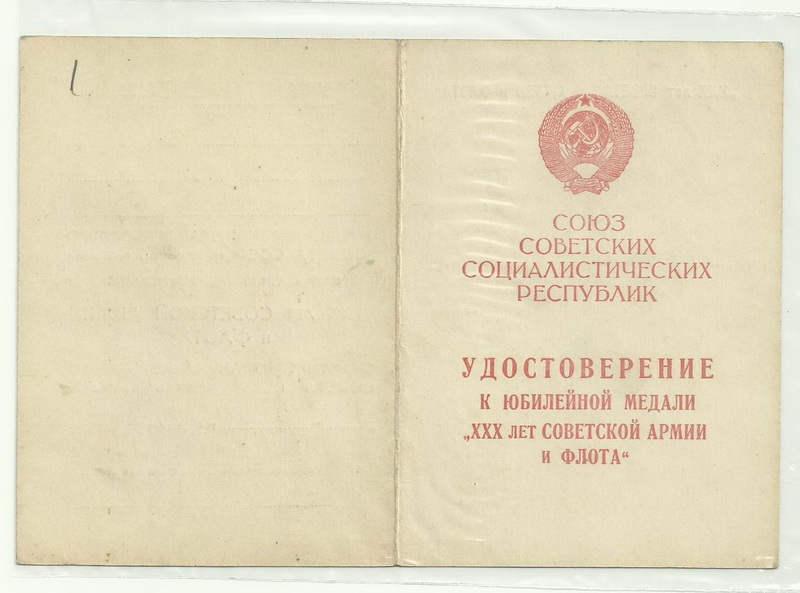 СОЮЗ
СОВЕТСКИХ
СОЦИАЛИСТИЧЕСКИХ
РЕСПУБЛИК
УДОСТОВЕРЕНИЕ
К ЮБИЛЕЙНОЙ МЕДАЛИ
„XXX лет СОВЕТСКОЙ АРМИИ
и ФЛОТА“